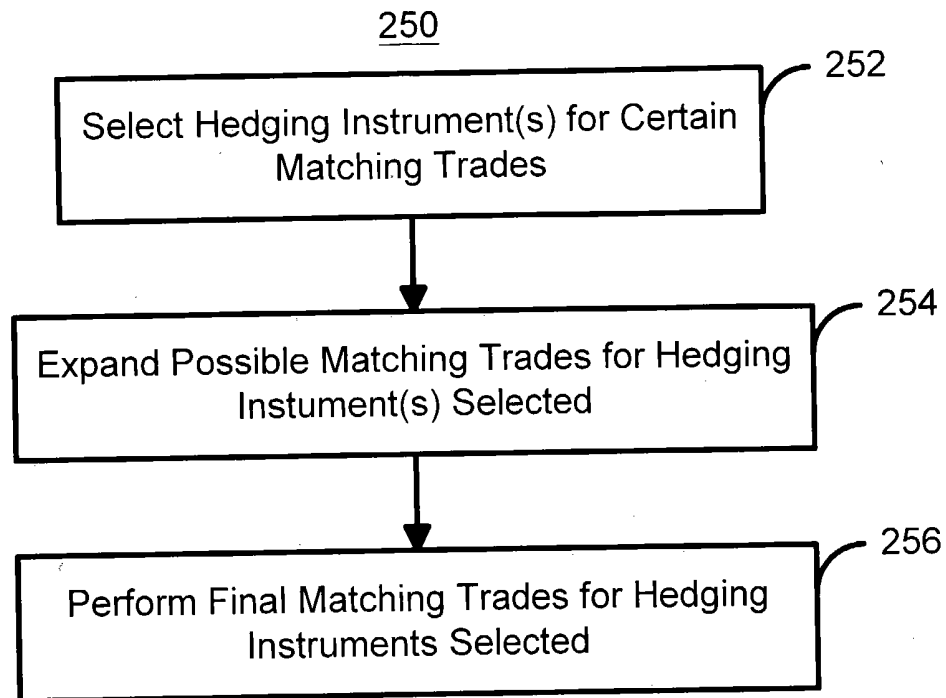 250
252
Select Hedging Instrument(s) for Certain
Matching Trades
254
Expand Possible Matching Trades for Hedging
Instument(s) Selected
256
Perform Final Matching Trades for Hedging
Instruments Selected